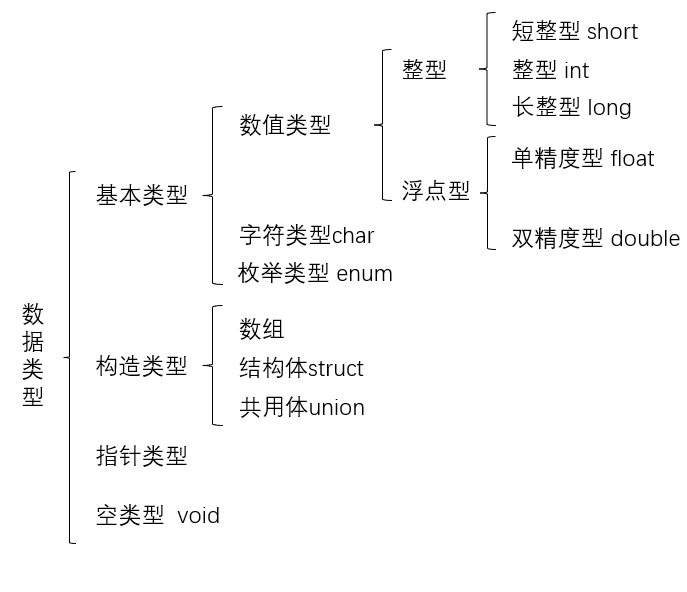 短整型 short
整型
整型 int
长整型 long
数值类型
单精度型 float
基本类型
浮点型
字符类型char
双精度型 double
枚举类型 enum
数据类型
数组
构造类型
结构体struct
共用体union
指针类型
空类型 void